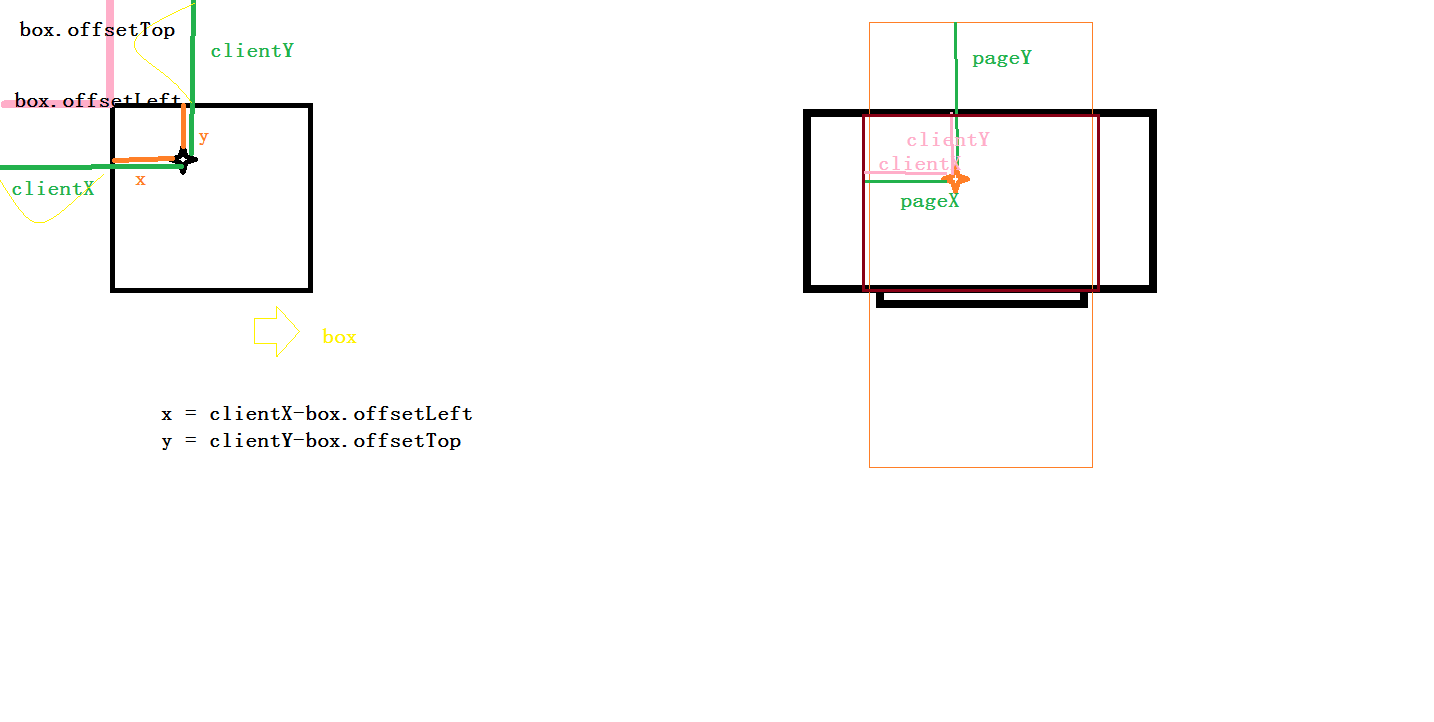 box.offsetTop
clientY
box.offsetLeft
y
clientX
x
box
x = clientX-box.offsetLeft
y = clientY-box.offsetTop
pageY
clientY
clientX
pageX